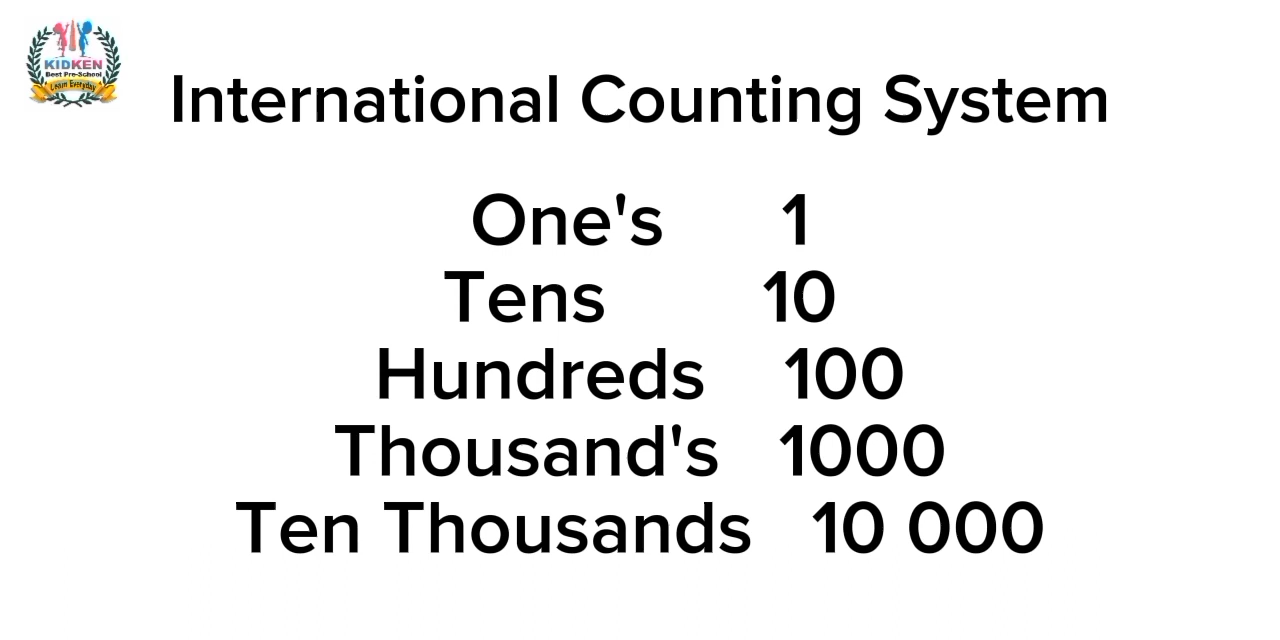 KIDKEN
Best Pre-School
Learn Everyday
International Counting System
One's 1
Tens 10
Hundreds 100
Thousand's 1000
Ten Thousands 10 000